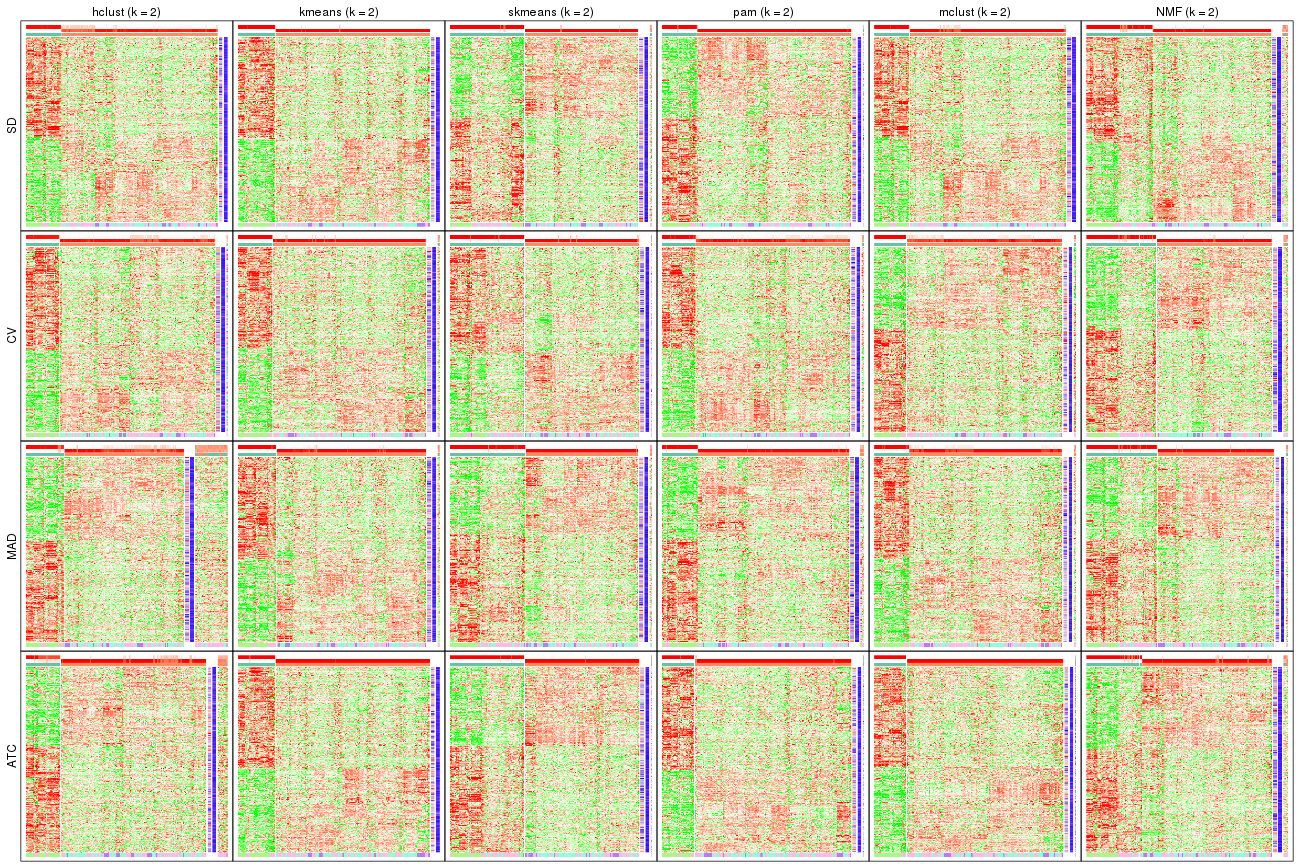 hclust (k = 2) kmeans (k = 2) skmeans (k = 2) pam (k = 2) mclust (k = 2) NMF (k = 2)
SD
CV
MAD
ATC